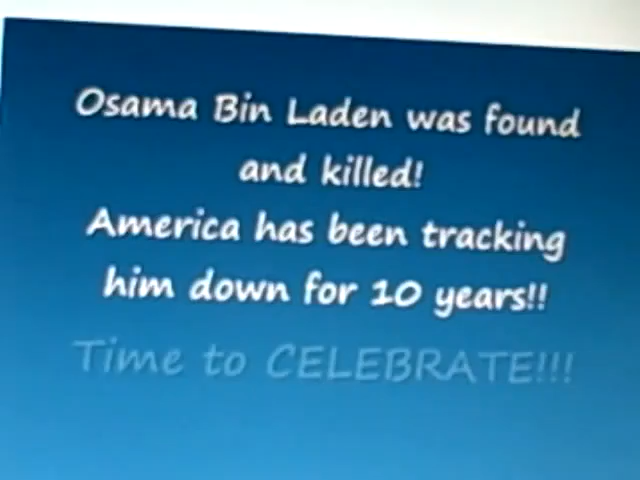 Osama Bin Laden was found
and killed!
America has been tracking
him down for 10 years!!
Time to CELEBRATE!!!